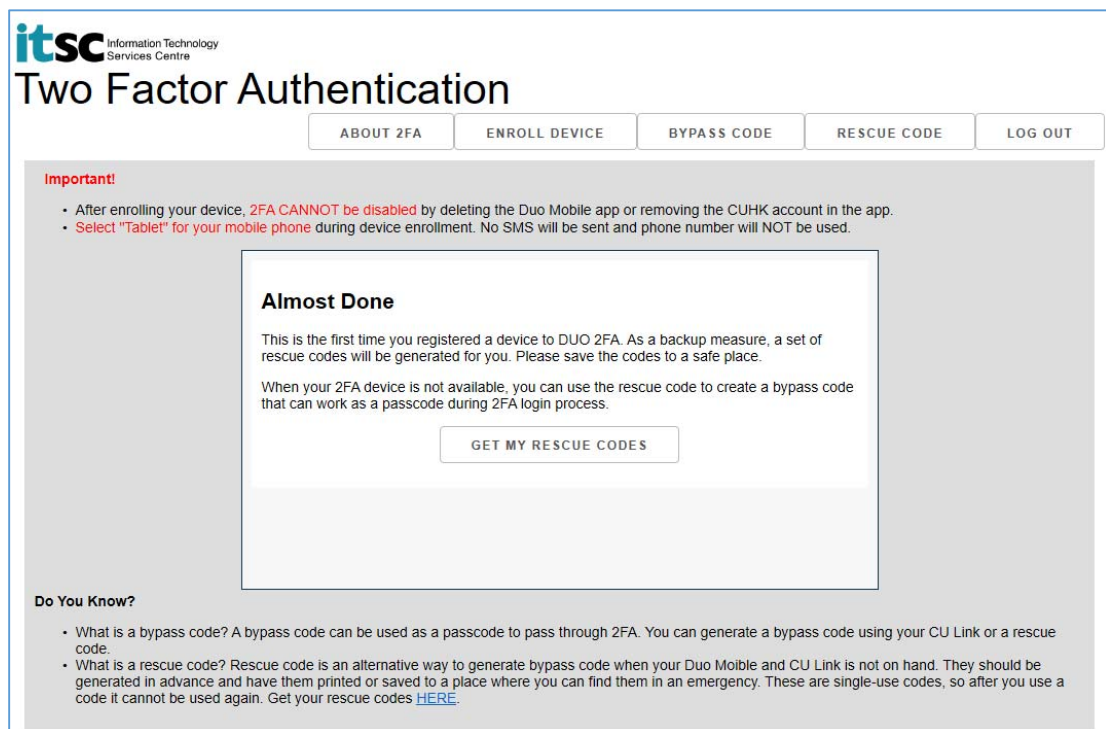 itsc Information Technology
Services Centre
Two Factor Authentication
ABOUT 2FA ENROLL DEVICE BYPASS CODE RESCUE CODE LOG OUT
Important!
• After enrolling your device, 2FA CANNOT be disabled by deleting the Duo Mobile app or removing the CUHK account in the app.
• Select "Tablet" for your mobile phone during device enrollment. No SMS will be sent and phone number will NOT be used.
Almost Done
This is the first time you registered a device to DUO 2FA. As a backup measure, a set of
rescue codes will be generated for you. Please save the codes to a safe place.
When your 2FA device is not available, you can use the rescue code to create a bypass code
that can work as a passcode during 2FA login process.
GET MY RESCUE CODES
Do You Know?
• What is a bypass code? A bypass code can be used as a passcode to pass through 2FA. You can generate a bypass code using your CU Link or a rescue
code.
• What is a rescue code? Rescue code is an alternative way to generate bypass code when your Duo Moible and CU Link is not on hand. They should be
generated in advance and have them printed or saved to a place where you can find them in an emergency. These are single-use codes, so after you use a
code it cannot be used again. Get your rescue codes HERE.